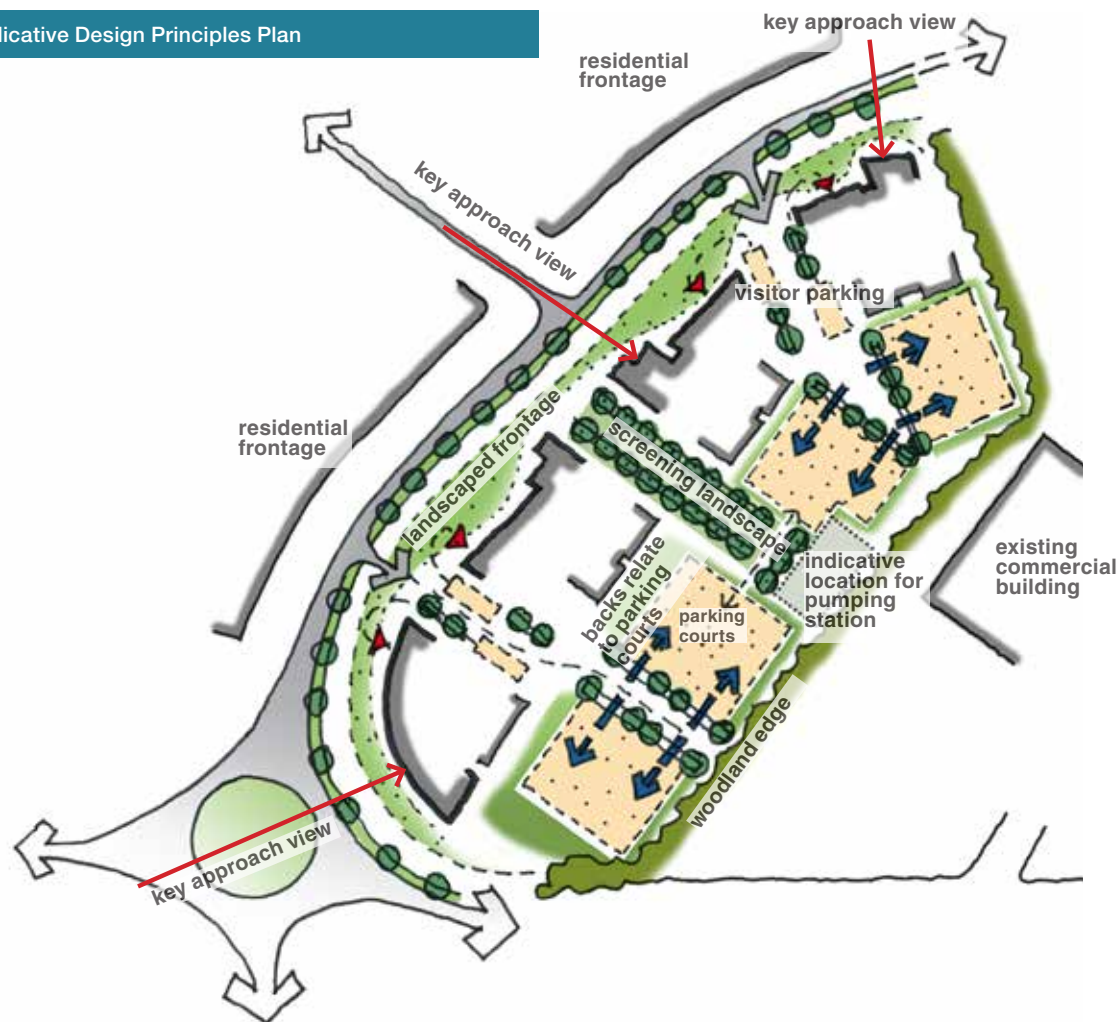 dicative Design Principles Plan
key approach view
residential
frontage
key approach view
visitor parking
residential
frontage
landscaped frontage
screening landscape
existing
commercial
building
indicative
location for
pumping
station
backs relate
to parking
courts
parking
courts
woodland edge
key approach view